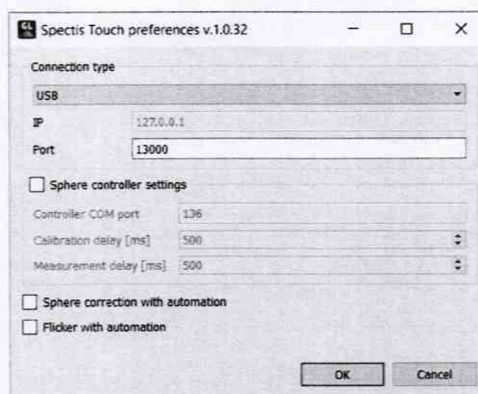 GL
Spectis Touch preferences v.1.0.32
Connection type
USB
IP 127.0.0.1
Port 13000
Sphere controller settings
Controller COM port 136
Calibration delay [ms] 500
Measurement delay [ms] 500
Sphere correction with automation
Flicker with automation
OK Cancel